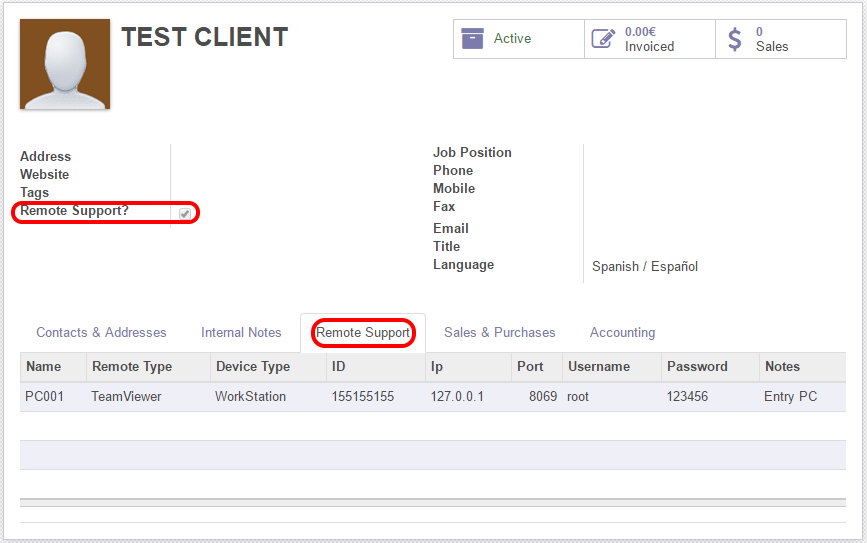 TEST CLIENT
Active
0.00€
Invoiced
0
Sales
Address
Website
Tags
Remote Support?
Job Position
Phone
Mobile
Fax
Email
Title
Language Spanish / Español
Contacts & Addresses Internal Notes Remote Support Sales & Purchases Accounting
Name Remote Type Device Type ID Ip Port Username Password Notes
PC001 TeamViewer WorkStation 155155155 127.0.0.1 8069 root 123456 Entry PC